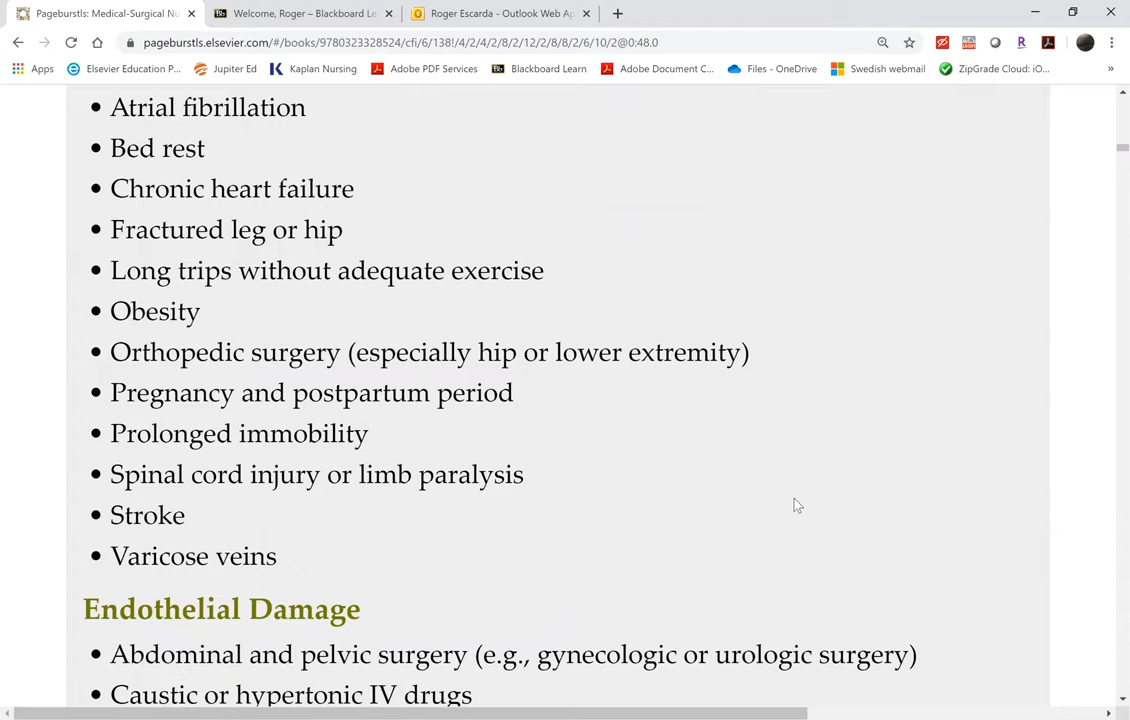 Pageburstls: Medical-Surgical Nu
Welcome, Roger – Blackboard Le
Roger Escarda - Outlook Web Ap
pageburstls.elsevier.com/#/books/9780323328524/cfi/6/138!/4/2/4/2/8/2/12/2/8/8/2/6/10/2@0:48.0
Apps
Elsevier Education P...
Jupiter Ed
Kaplan Nursing
Adobe PDF Services
Bb Blackboard Learn
Adobe Document C...
Files - OneDrive
Swedish webmail
ZipGrade Cloud: iO...
»
• Atrial fibrillation
• Bed rest
• Chronic heart failure
• Fractured leg or hip
• Long trips without adequate exercise
• Obesity
• Orthopedic surgery (especially hip or lower extremity)
• Pregnancy and postpartum period
• Prolonged immobility
• Spinal cord injury or limb paralysis
• Stroke
• Varicose veins
Endothelial Damage
• Abdominal and pelvic surgery (e.g., gynecologic or urologic surgery)
• Caustic or hypertonic IV drugs